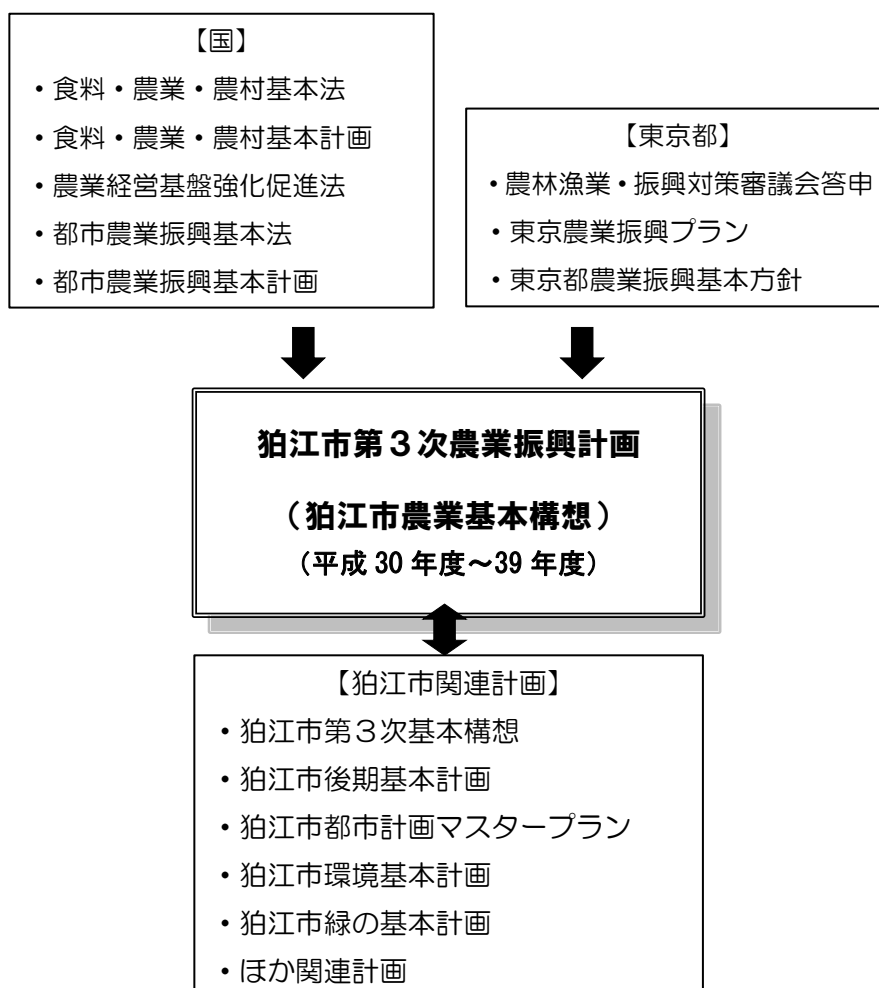 【国】
・食料・農業・農村基本法
・食料・農業・農村基本計画
・農業経営基盤強化促進法
・都市農業振興基本法
・都市農業振興基本計画
【東京都】
・農林漁業・振興対策審議会答申
・東京農業振興プラン
・東京都農業振興基本方針
狛江市第3次農業振興計画
(狛江市農業基本構想)
(平成 30 年度~39 年度)
【狛江市関連計画】
・狛江市第3次基本構想
・狛江市後期基本計画
・狛江市都市計画マスタープラン
・狛江市環境基本計画
・狛江市緑の基本計画
・ほか関連計画